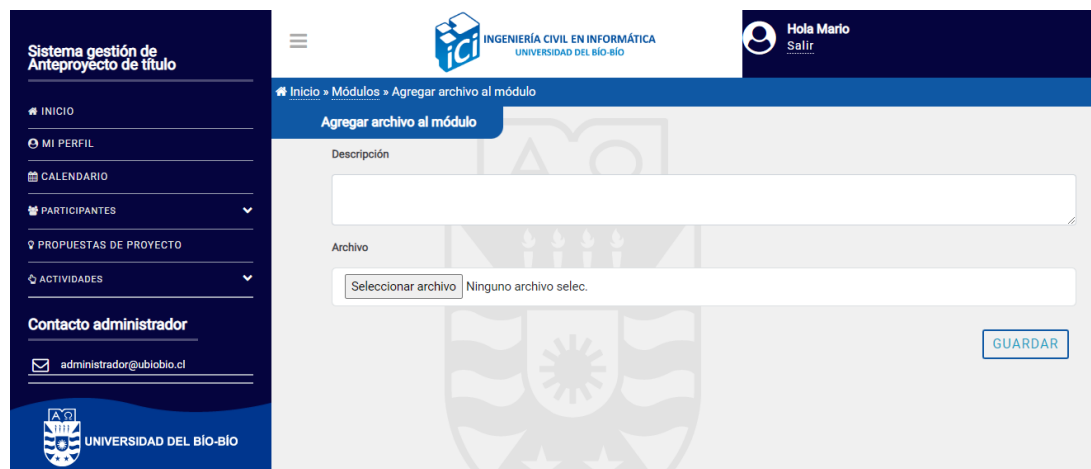 Sistema gestión de
Anteproyecto de título
INICIO
MI PERFIL
CALENDARIO
PARTICIPANTES
PROPUESTAS DE PROYECTO
ACTIVIDADES
Contacto administrador
administrador@ubiobio.cl
ΑΩ
UNIVERSIDAD DEL BÍO-BÍO
ici
INGENIERÍA CIVIL EN INFORMÁTICA
UNIVERSIDAD DEL BÍO-BÍO
Hola Mario
Salir
Inicio » Módulos » Agregar archivo al módulo
Agregar archivo al módulo
ΑΩ
Descripción
Archivo
Seleccionar archivo Ninguno archivo selec.
GUARDAR